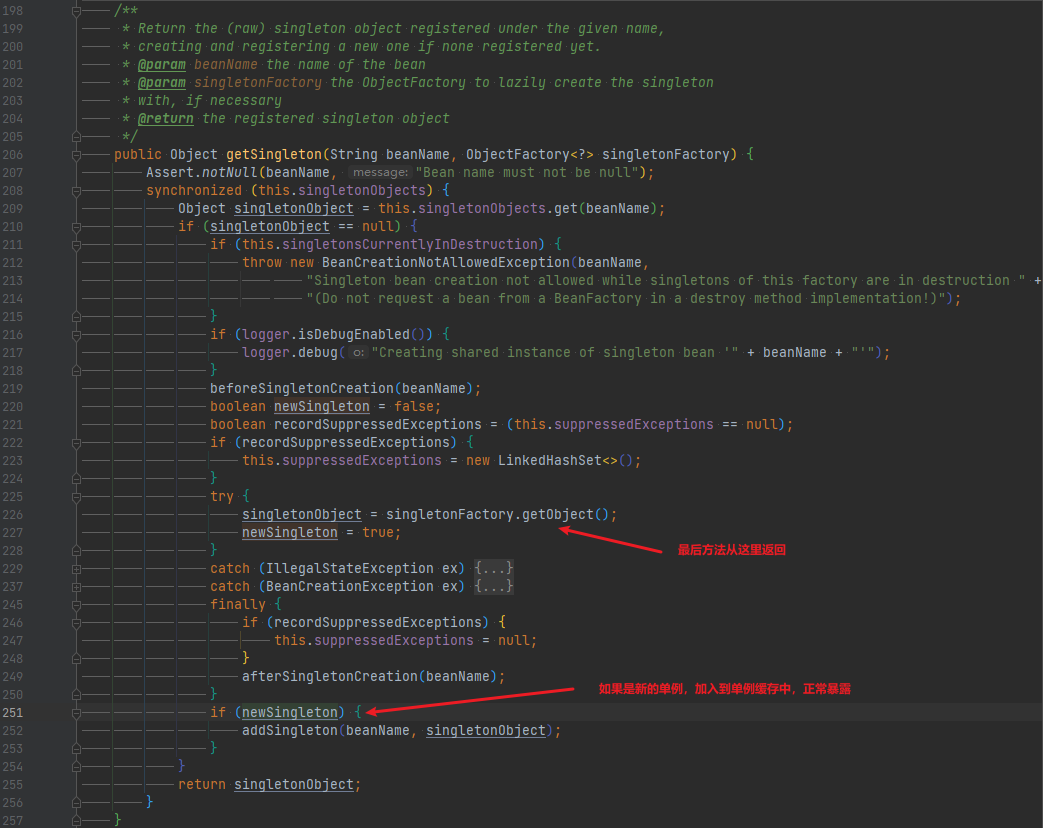 198 /**
199 * Return the (raw) singleton object registered under the given name,
200 * creating and registering a new one if none registered yet.
201 * @param beanName the name of the bean
202 * @param singletonFactory the ObjectFactory to lazily create the singleton
203 * with, if necessary
204 * @return the registered singleton object
205 */
206 public Object getSingleton(String beanName, ObjectFactory<?> singletonFactory) {
207 Assert.notNull(beanName, message: "Bean name must not be null");
208 synchronized (this.singletonObjects) {
209 Object singletonObject = this.singletonObjects.get(beanName);
210 if (singletonObject == null) {
211 if (this.singletonsCurrentlyInDestruction) {
212 throw new BeanCreationNotAllowedException(beanName,
213 "Singleton bean creation not allowed while singletons of this factory are in destruction " +
214 "(Do not request a bean from a BeanFactory in a destroy method implementation!)");
215 }
216 if (logger.isDebugEnabled()) {
217 logger.debug( o: "Creating shared instance of singleton bean '" + beanName + "'");
218 }
219 beforeSingletonCreation(beanName);
220 boolean newSingleton = false;
221 boolean recordSuppressedExceptions = (this.suppressedExceptions == null);
222 if (recordSuppressedExceptions) {
223 this.suppressedExceptions = new LinkedHashSet<>();
224 }
225 try {
226 singletonObject = singletonFactory.getObject();
227 newSingleton = true;
228 }
最后方法从这里返回
229 catch (IllegalStateException ex) {...}
237 catch (BeanCreationException ex) {...}
245 finally {
246 if (recordSuppressedExceptions) {
247 this.suppressedExceptions = null;
248 }
249 afterSingletonCreation(beanName);
250 }
如果是新的单例，加入到单例缓存中，正常暴露
251 if (newSingleton) {
252 addSingleton(beanName, singletonObject);
253 }
254 }
255 return singletonObject;
256 }
257 }